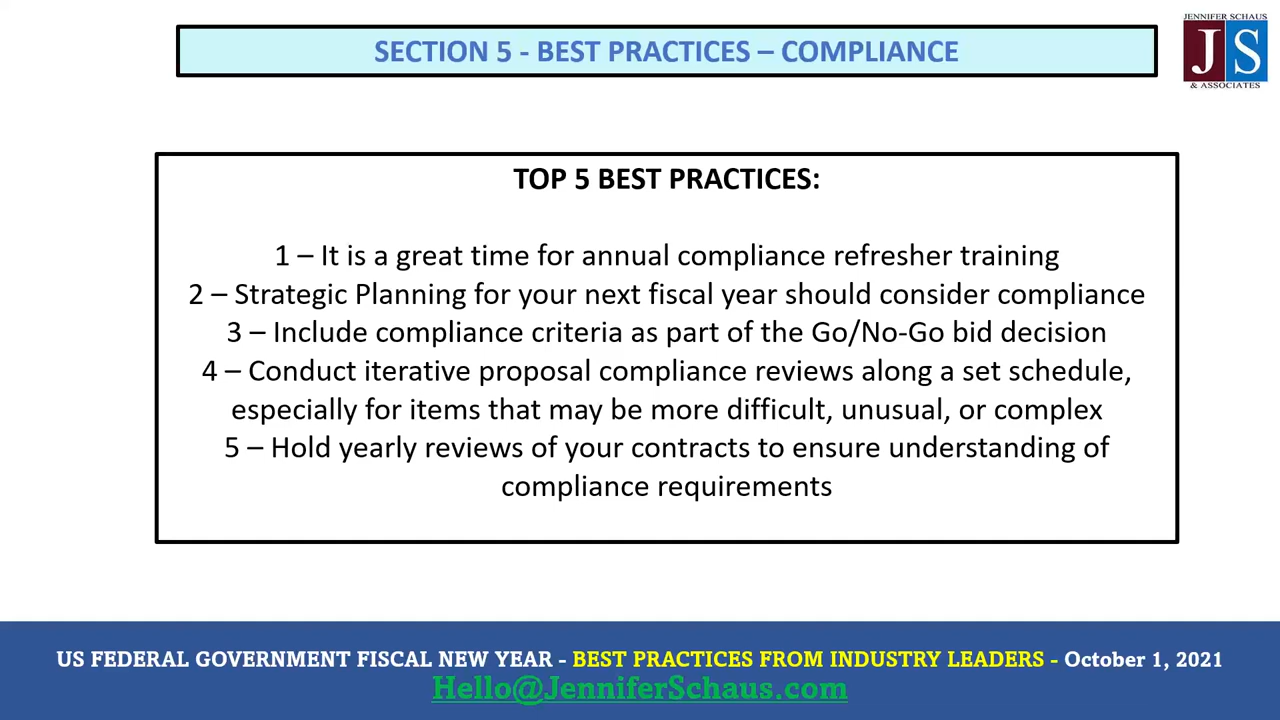 SECTION 5 - BEST PRACTICES – COMPLIANCE
JENNIFER SCHAUS
JS
& ASSOCIATES
TOP 5 BEST PRACTICES:
1 – It is a great time for annual compliance refresher training
2 – Strategic Planning for your next fiscal year should consider compliance
3 – Include compliance criteria as part of the Go/No-Go bid decision
4 – Conduct iterative proposal compliance reviews along a set schedule,
especially for items that may be more difficult, unusual, or complex
5 – Hold yearly reviews of your contracts to ensure understanding of
compliance requirements
US FEDERAL GOVERNMENT FISCAL NEW YEAR - BEST PRACTICES FROM INDUSTRY LEADERS - October 1, 2021
Hello@JenniferSchaus.com